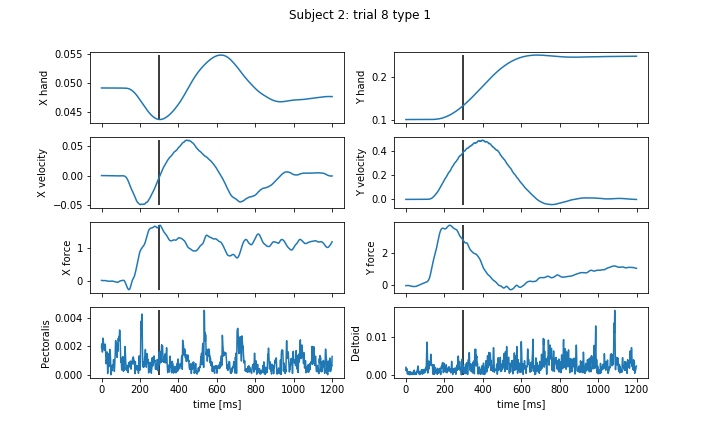 Subject 2: trial 8 type 1
X hand
0.055
0.050
0.045
Y hand
0.2
0.1
X velocity
0.05
0.00
−0.05
Y velocity
0.4
0.2
0.0
X force
1
0
Y force
2
0
Pectoralis
0.004
0.002
0.000
0 200 400 600 800 1000 1200
time [ms]
Deltoid
0.01
0.00
0 200 400 600 800 1000 1200
time [ms]